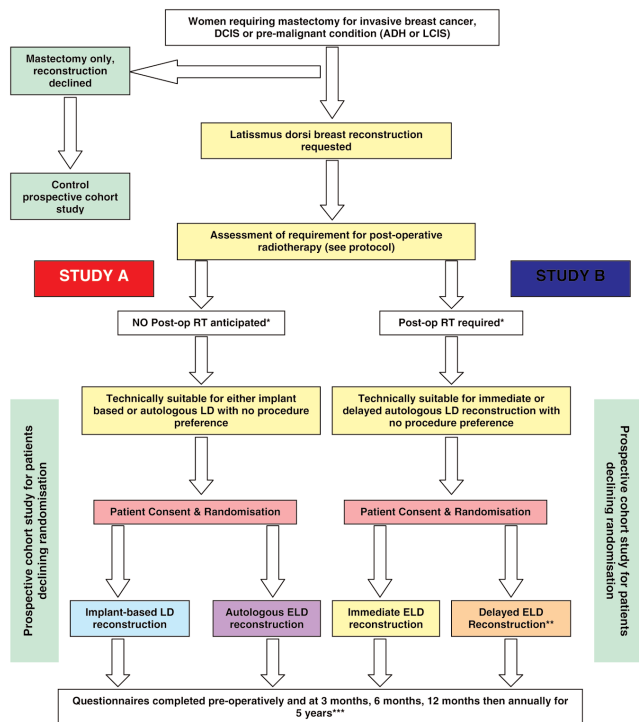 Women requiring mastectomy for invasive breast cancer,
DCIS or pre-malignant condition (ADH or LCIS)
Mastectomy only,
reconstruction
declined
Latissmus dorsi breast reconstruction
requested
Control
prospective cohort
study
Assessment of requirement for post-operative
radiotherapy (see protocol)
STUDY A
STUDY B
NO Post-op RT anticipated*
Post-op RT required*
Technically suitable for either implant
based or autologous LD with no procedure
preference
Technically suitable for immediate or
delayed autologous LD reconstruction with
no procedure preference
Prospective cohort study for patients
declining randomisation
Prospective cohort study for patients
declining randomisation
Patient Consent & Randomisation
Patient Consent & Randomisation
Implant-based LD
reconstruction
Autologous ELD
reconstruction
Immediate ELD
reconstruction
Delayed ELD
Reconstruction**
Questionnaires completed pre-operatively and at 3 months, 6 months, 12 months then annually for
5 years***